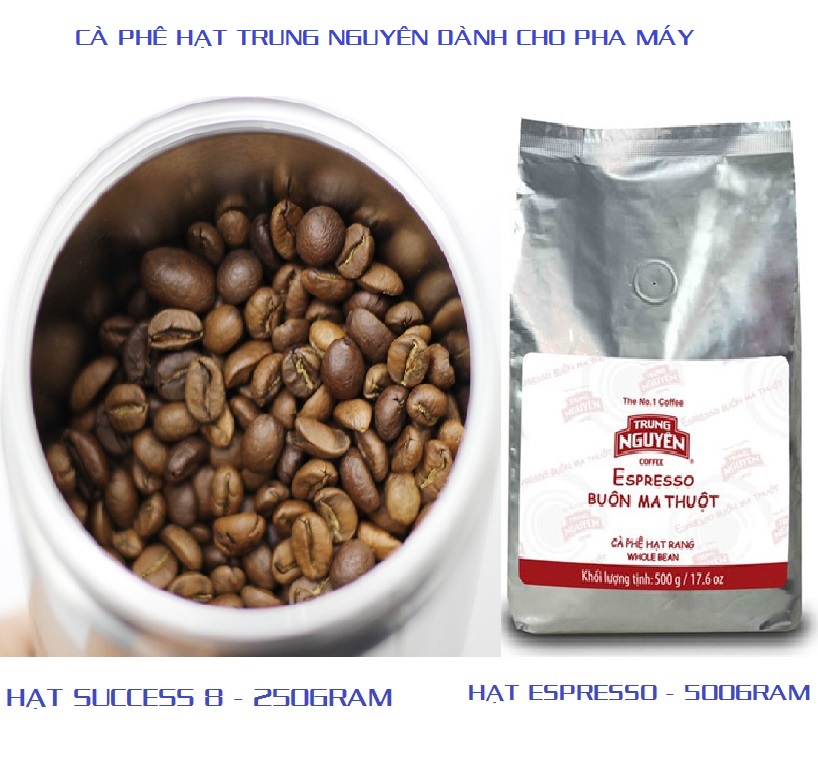 CÀ PHÊ HẠT TRUNG NGUYÊN DÀNH CHO PHA MÁY
The No.1 Coffee
TRUNG
NGUYÊN
COFFEE
ESPRESSO
BUÔN MA THUỘT
CÀ PHÊ HẠT RANG
WHOLE BEAN
Khối lượng tịnh: 500 g / 17.6 oz
HẠT SUCCESS 8 - 250GRAM
HẠT ESPRESSO - 500GRAM